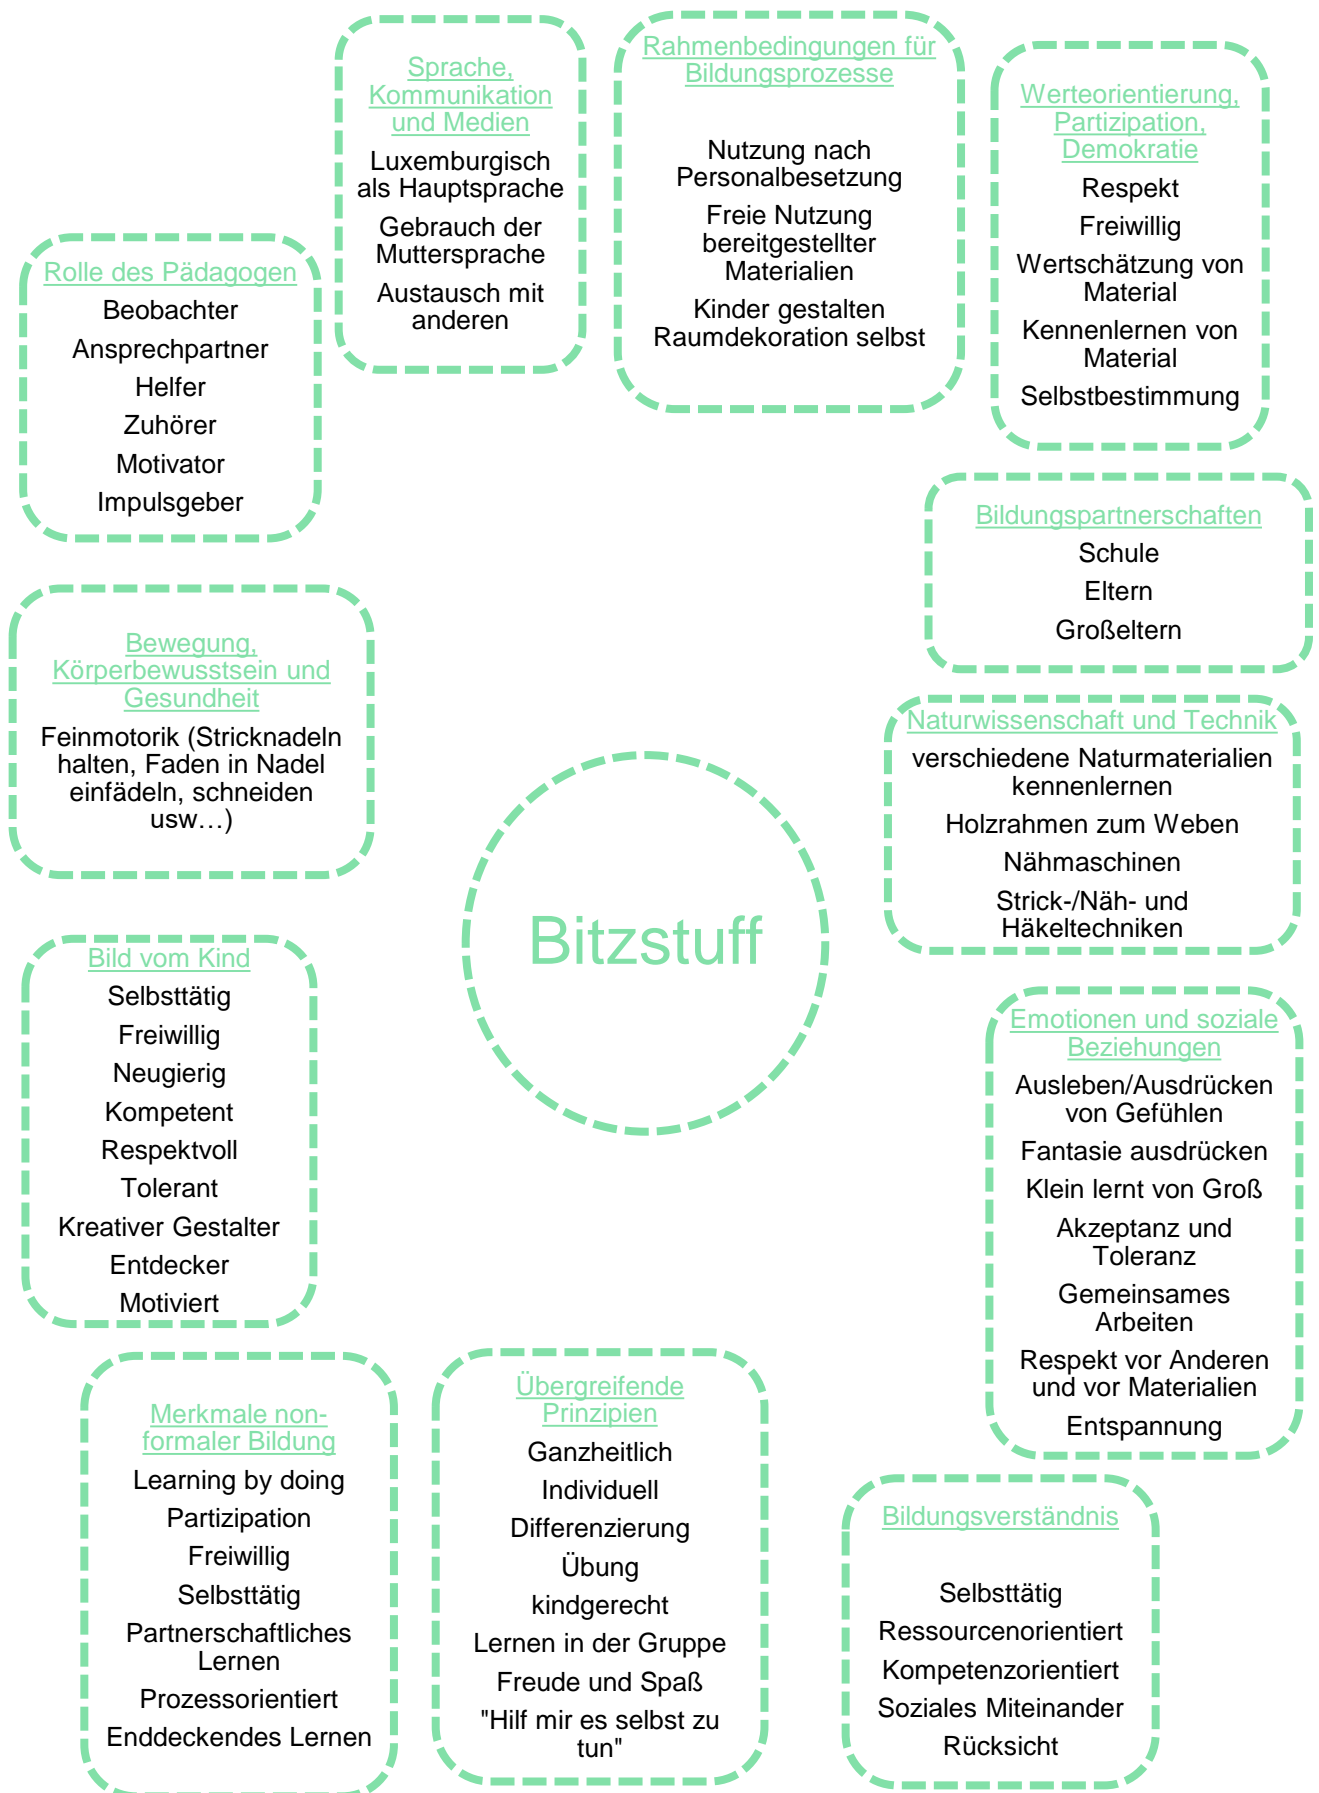 Sprache,
Kommunikation
und Medien
Luxemburgisch
als Hauptsprache
Gebrauch der
Muttersprache
Austausch mit
anderen
Rahmenbedingungen für
Bildungsprozesse
Nutzung nach
Personalbesetzung
Freie Nutzung
bereitgestellter
Materialien
Kinder gestalten
Raumdekoration selbst
Werteorientierung,
Partizipation,
Demokratie
Respekt
Freiwillig
Wertschätzung von
Material
Kennenlernen von
Material
Selbstbestimmung
Rolle des Pädagogen
Beobachter
Ansprechpartner
Helfer
Zuhörer
Motivator
Impulsgeber
Bildungspartnerschaften
Schule
Eltern
Großeltern
Bewegung,
Körperbewusstsein und
Gesundheit
Feinmotorik (Stricknadeln
halten, Faden in Nadel
einfädeln, schneiden
usw…)
Naturwissenschaft und Technik
verschiedene Naturmaterialien
kennenlernen
Holzrahmen zum Weben
Nähmaschinen
Strick-/Näh- und
Häkeltechniken
Bitzstuff
Bild vom Kind
Selbsttätig
Freiwillig
Neugierig
Kompetent
Respektvoll
Tolerant
Kreativer Gestalter
Entdecker
Motiviert
Emotionen und soziale
Beziehungen
Ausleben/Ausdrücken
von Gefühlen
Fantasie ausdrücken
Klein lernt von Groß
Akzeptanz und
Toleranz
Gemeinsames
Arbeiten
Respekt vor Anderen
und vor Materialien
Entspannung
Merkmale non-
formaler Bildung
Learning by doing
Partizipation
Freiwillig
Selbsttätig
Partnerschaftliches
Lernen
Prozessorientiert
Enddeckendes Lernen
Übergreifende
Prinzipien
Ganzheitlich
Individuell
Differenzierung
Übung
kindgerecht
Lernen in der Gruppe
Freude und Spaß
"Hilf mir es selbst zu
tun"
Bildungsverständnis
Selbsttätig
Ressourcenorientiert
Kompetenzorientiert
Soziales Miteinander
Rücksicht